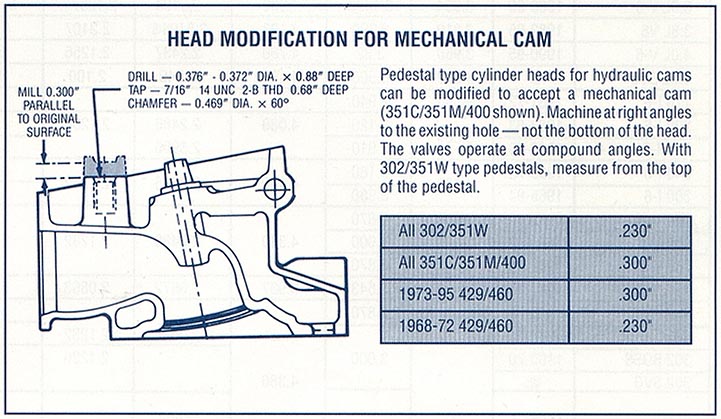 HEAD MODIFICATION FOR MECHANICAL CAM
MILL 0.300"
PARALLEL
TO ORIGINAL
SURFACE
DRILL — 0.376" - 0.372" DIA. × 0.88" DEEP
TAP — 7/16" 14 UNC 2-B THD 0.68" DEEP
CHAMFER — 0.469" DIA. × 60°
Pedestal type cylinder heads for hydraulic cams
can be modified to accept a mechanical cam
(351C/351M/400 shown). Machine at right angles
to the existing hole — not the bottom of the head.
The valves operate at compound angles. With
302/351W type pedestals, measure from the top
of the pedestal.
All 302/351W .230"
All 351C/351M/400 .300"
1973-95 429/460 .300"
1968-72 429/460 .230"